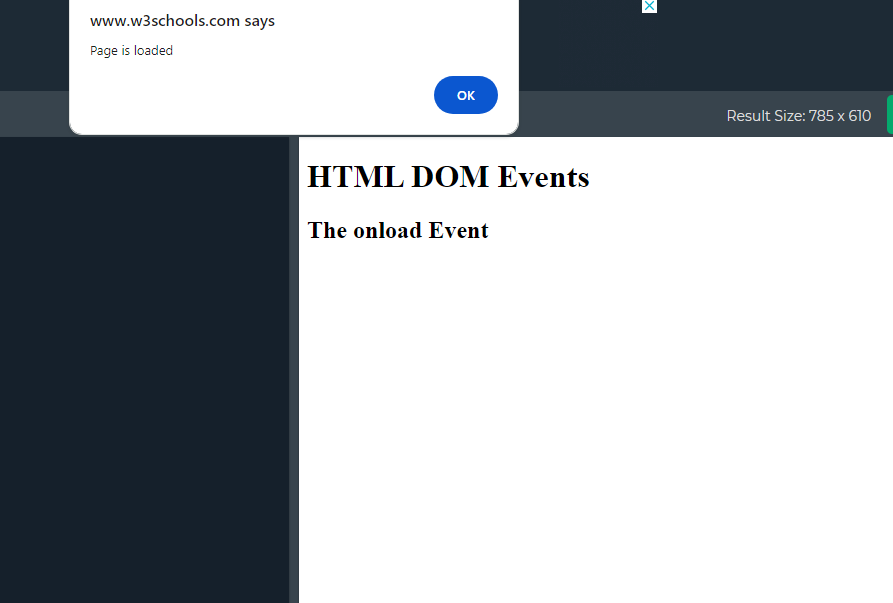 www.w3schools.com says
Page is loaded
OK
Result Size: 785 x 610
HTML DOM Events
The onload Event